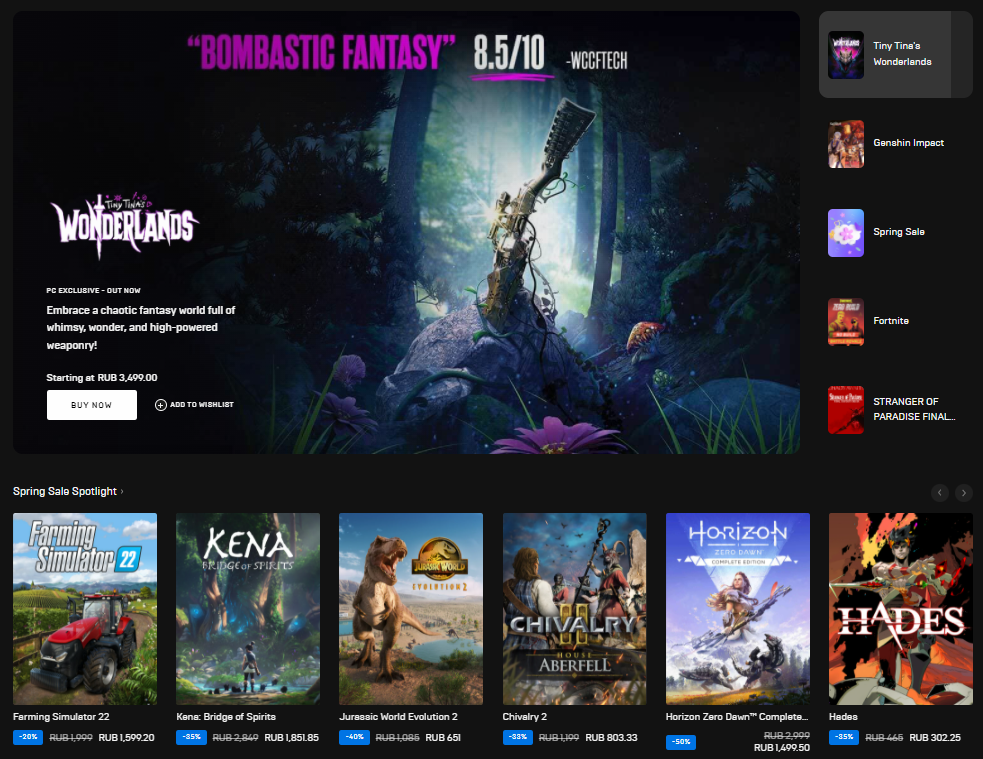 “BOMBASTIC FANTASY” 8.5/10 -WCCFTECH
TINY TINA'S
WONDERLANDS
PC EXCLUSIVE - OUT NOW
Embrace a chaotic fantasy world full of
whimsy, wonder, and high-powered
weaponry!
Starting at RUB 3,499.00
BUY NOW
ADD TO WISHLIST
WONDERLANDS
Tiny Tina's
Wonderlands
Genshin Impact
Spring Sale
ZERO BUILD
Fortnite
STRANGER OF
PARADISE FINAL...
Spring Sale Spotlight ›
Farming
Simulator 22
KENA
BRIDGE OF SPIRITS
JURASSIC WORLD
EVOLUTION 2
CHIVALRY
II
HOUSE
ABERFELL
HORIZON
ZERO DAWN
COMPLETE EDITION
HADES
Farming Simulator 22
-20% RUB 1,999 RUB 1,599.20
Kena: Bridge of Spirits
-35% RUB 2,849 RUB 1,851.85
Jurassic World Evolution 2
-40% RUB 1,085 RUB 651
Chivalry 2
-33% RUB 1,199 RUB 803.33
Horizon Zero Dawn™ Complete...
-50% RUB 2,999
RUB 1,499.50
Hades
-35% RUB 465 RUB 302.25